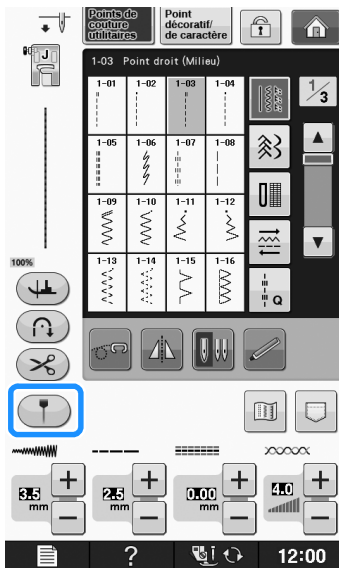 Points de couture utilitaires
Point décoratif/ de caractère
J
1-03 Point droit (Milieu)
1/3
1-01 1-02 1-03 1-04
1-05 1-06 1-07 1-08
1-09 1-10 1-11 1-12
1-13 1-14 1-15 1-16
Q
100%
3.5 mm
2.5 mm
0.00 mm
4.0
?
12:00